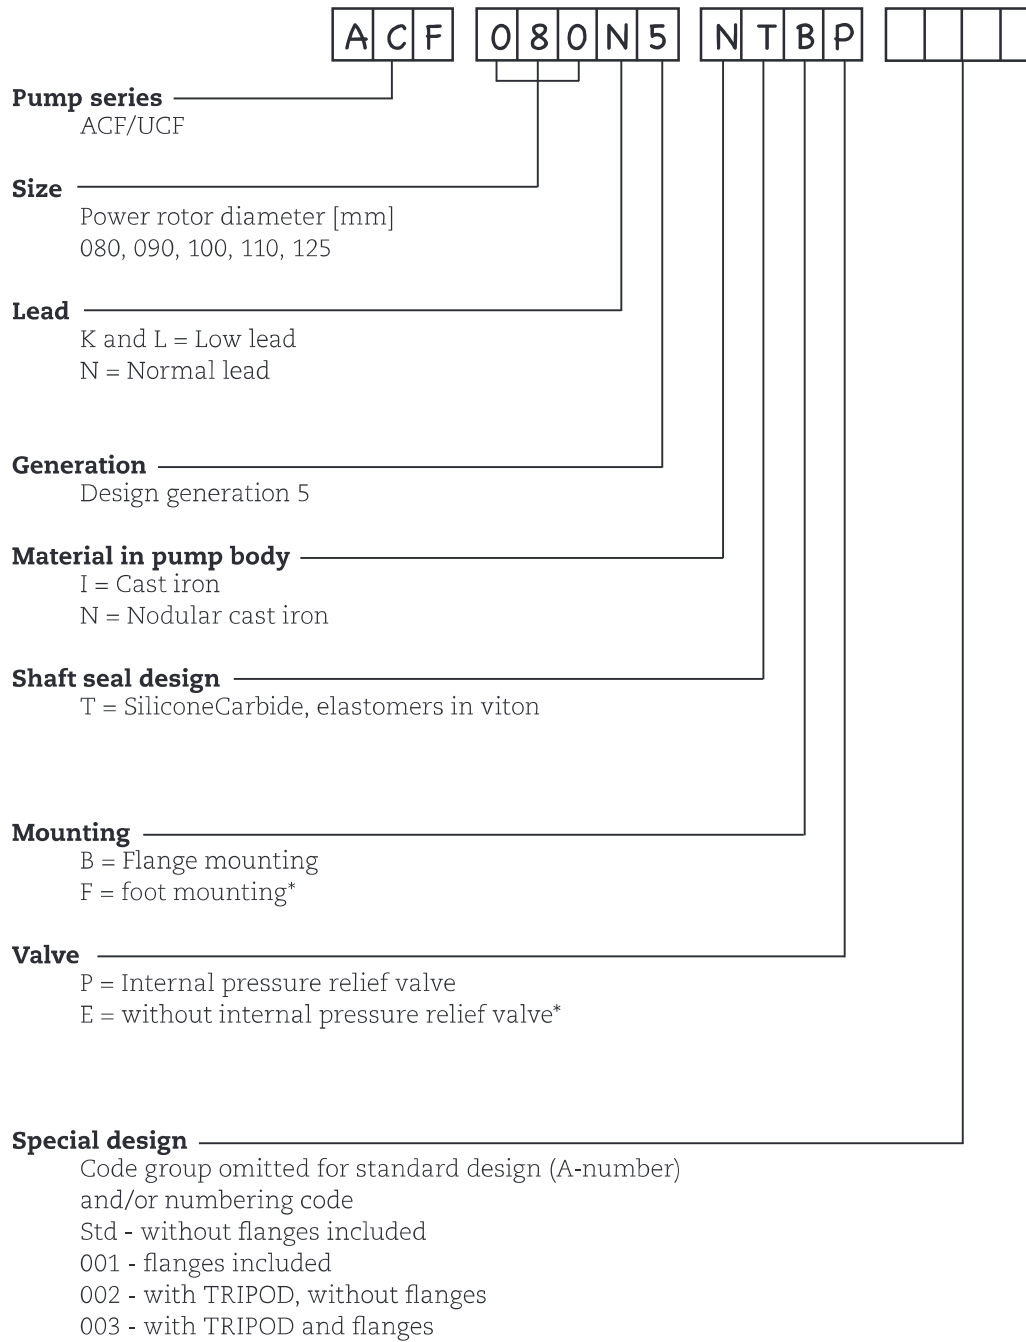 ACF 080N5 NTBP
Pump series
ACF/UCF
Size
Power rotor diameter [mm]
080, 090, 100, 110, 125
Lead
K and L = Low lead
N = Normal lead
Generation
Design generation 5
Material in pump body
I = Cast iron
N = Nodular cast iron
Shaft seal design
T = SiliconeCarbide, elastomers in viton
Mounting
B = Flange mounting
F = foot mounting*
Valve
P = Internal pressure relief valve
E = without internal pressure relief valve*
Special design
Code group omitted for standard design (A-number)
and/or numbering code
Std - without flanges included
001 - flanges included
002 - with TRIPOD, without flanges
003 - with TRIPOD and flanges